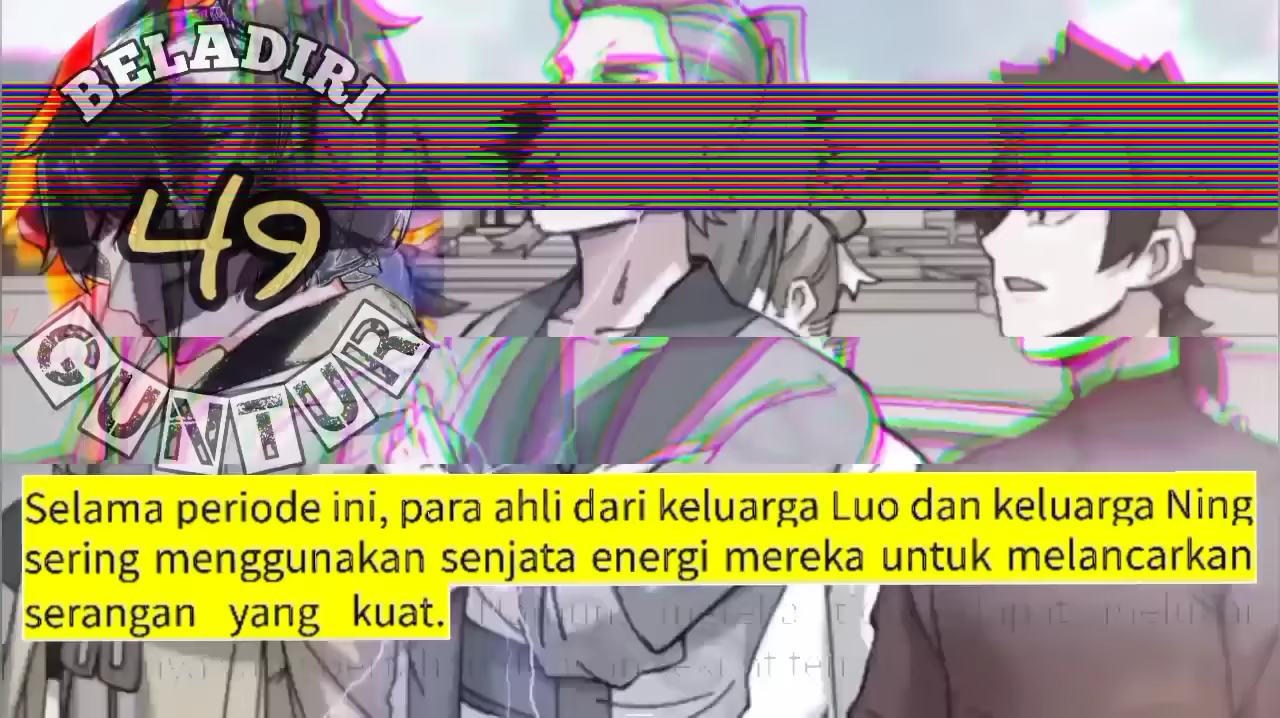 BELADIRI
49
GUNTUR
Selama periode ini, para ahli dari keluarga Luo dan keluarga Ning
sering menggunakan senjata energi mereka untuk melancarkan
serangan yang kuat.